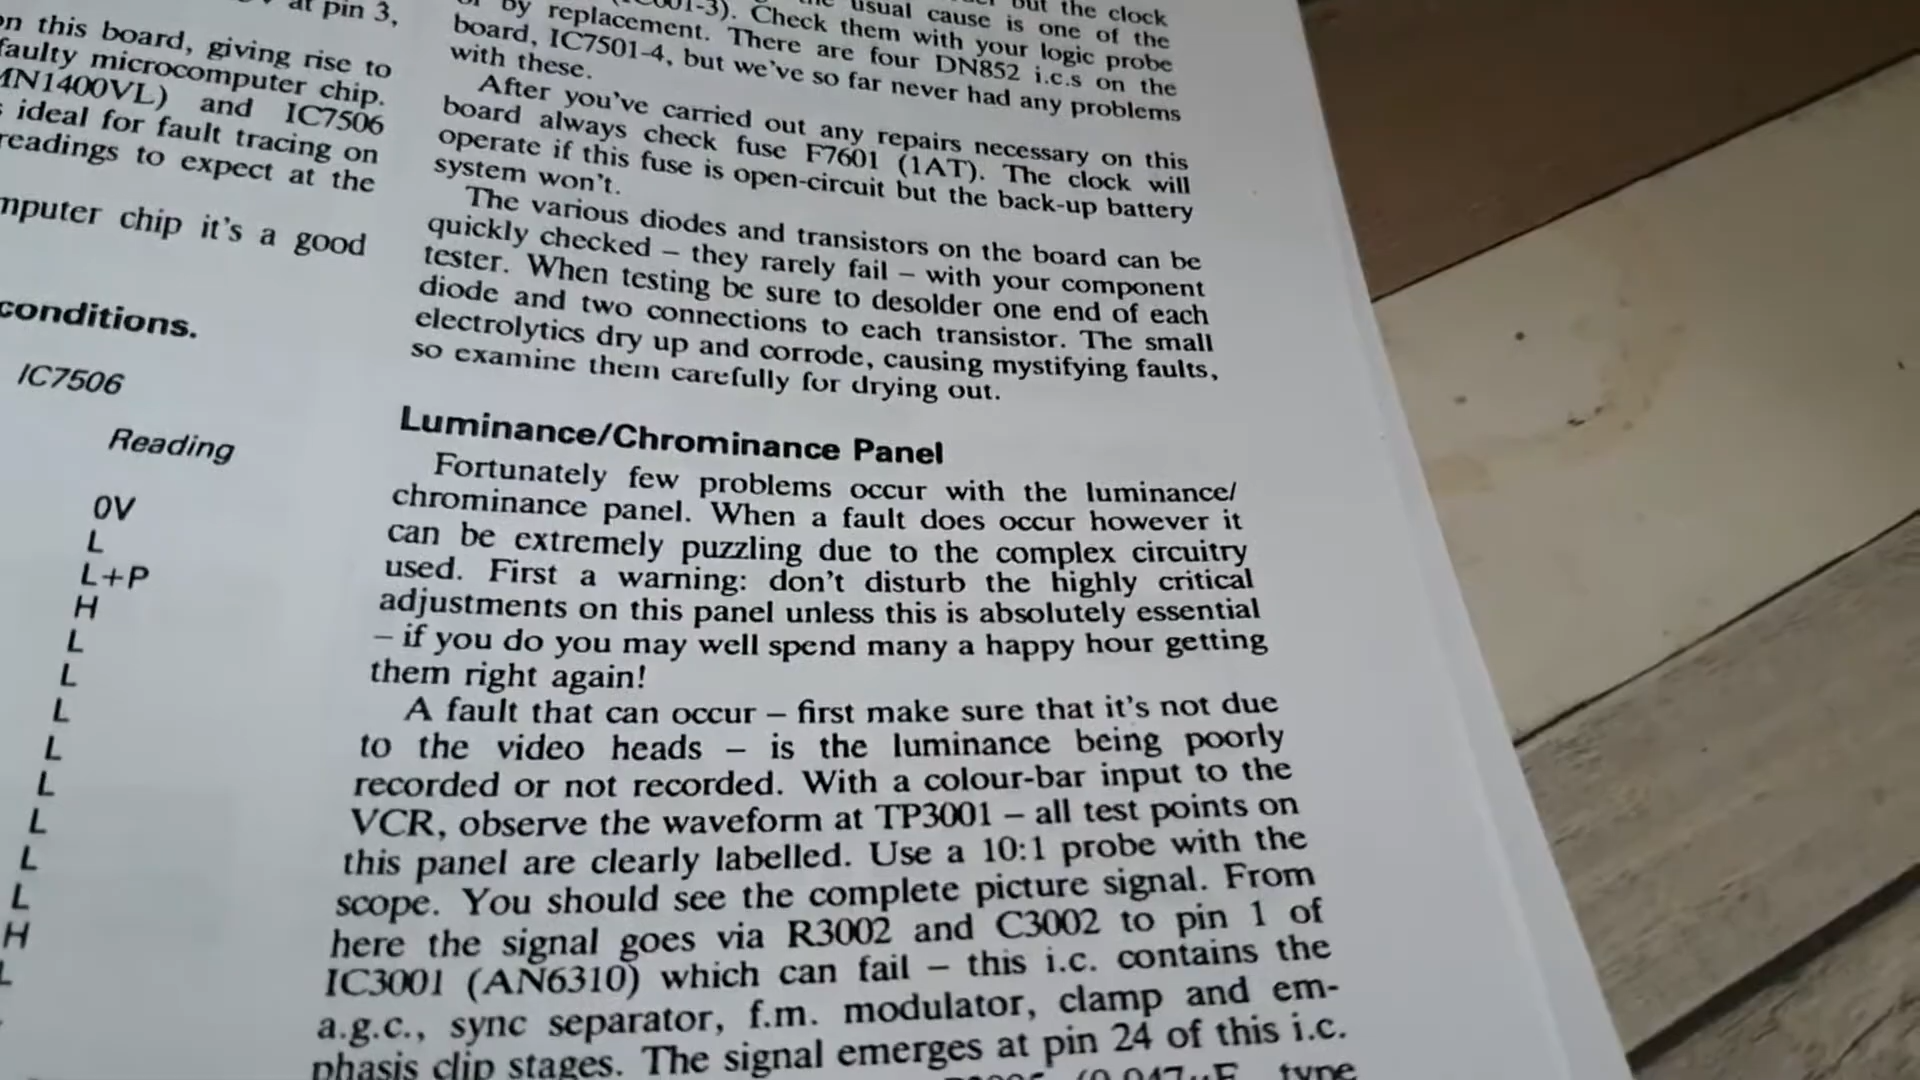 at pin 3,
on this board, giving rise to
faulty microcomputer chip.
MN1400VL) and IC7506
ideal for fault tracing on
readings to expect at the
mputer chip it's a good
conditions.
IC7506
Reading
0V
L
L+P
H
L
L
L
L
L
L
L
L
H
L
but the clock
usual cause is one of the
or by replacement. There are four DN852 i.c.s on the
board, IC7501-4, but we've so far never had any problems
with these.
After you've carried out any repairs necessary on this
board always check fuse F7601 (1AT). The clock will
operate if this fuse is open-circuit but the back-up battery
system won't.
The various diodes and transistors on the board can be
quickly checked – they rarely fail – with your component
tester. When testing be sure to desolder one end of each
diode and two connections to each transistor. The small
electrolytics dry up and corrode, causing mystifying faults,
so examine them carefully for drying out.
Luminance/Chrominance Panel
Fortunately few problems occur with the luminance/
chrominance panel. When a fault does occur however it
can be extremely puzzling due to the complex circuitry
used. First a warning: don't disturb the highly critical
adjustments on this panel unless this is absolutely essential
– if you do you may well spend many a happy hour getting
them right again!
A fault that can occur – first make sure that it's not due
to the video heads – is the luminance being poorly
recorded or not recorded. With a colour-bar input to the
VCR, observe the waveform at TP3001 – all test points on
this panel are clearly labelled. Use a 10:1 probe with the
scope. You should see the complete picture signal. From
here the signal goes via R3002 and C3002 to pin 1 of
IC3001 (AN6310) which can fail – this i.c. contains the
a.g.c., sync separator, f.m. modulator, clamp and em-
phasis clip stages. The signal emerges at pin 24 of this i.c.
(0.047µF type